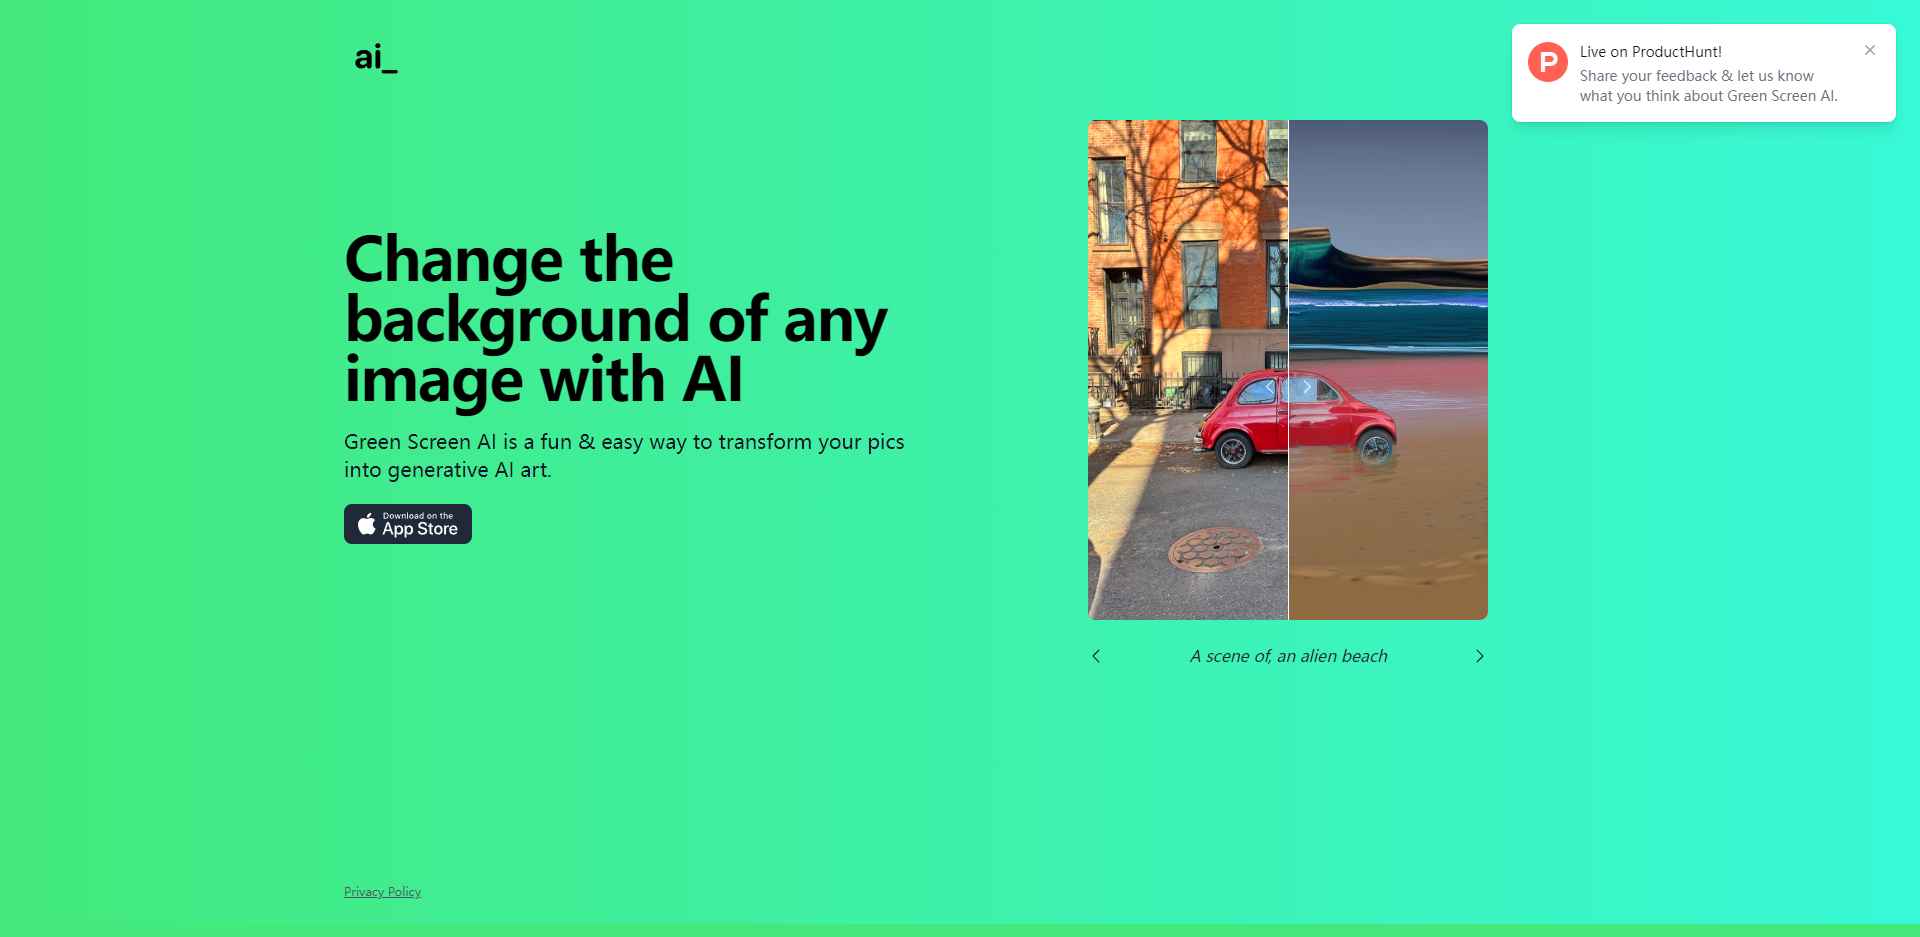 ai_
Live on ProductHunt!
Share your feedback & let us know
what you think about Green Screen AI.
Change the
background of any
image with AI
Green Screen AI is a fun & easy way to transform your pics
into generative AI art.
Download on the
App Store
A scene of, an alien beach
Privacy Policy